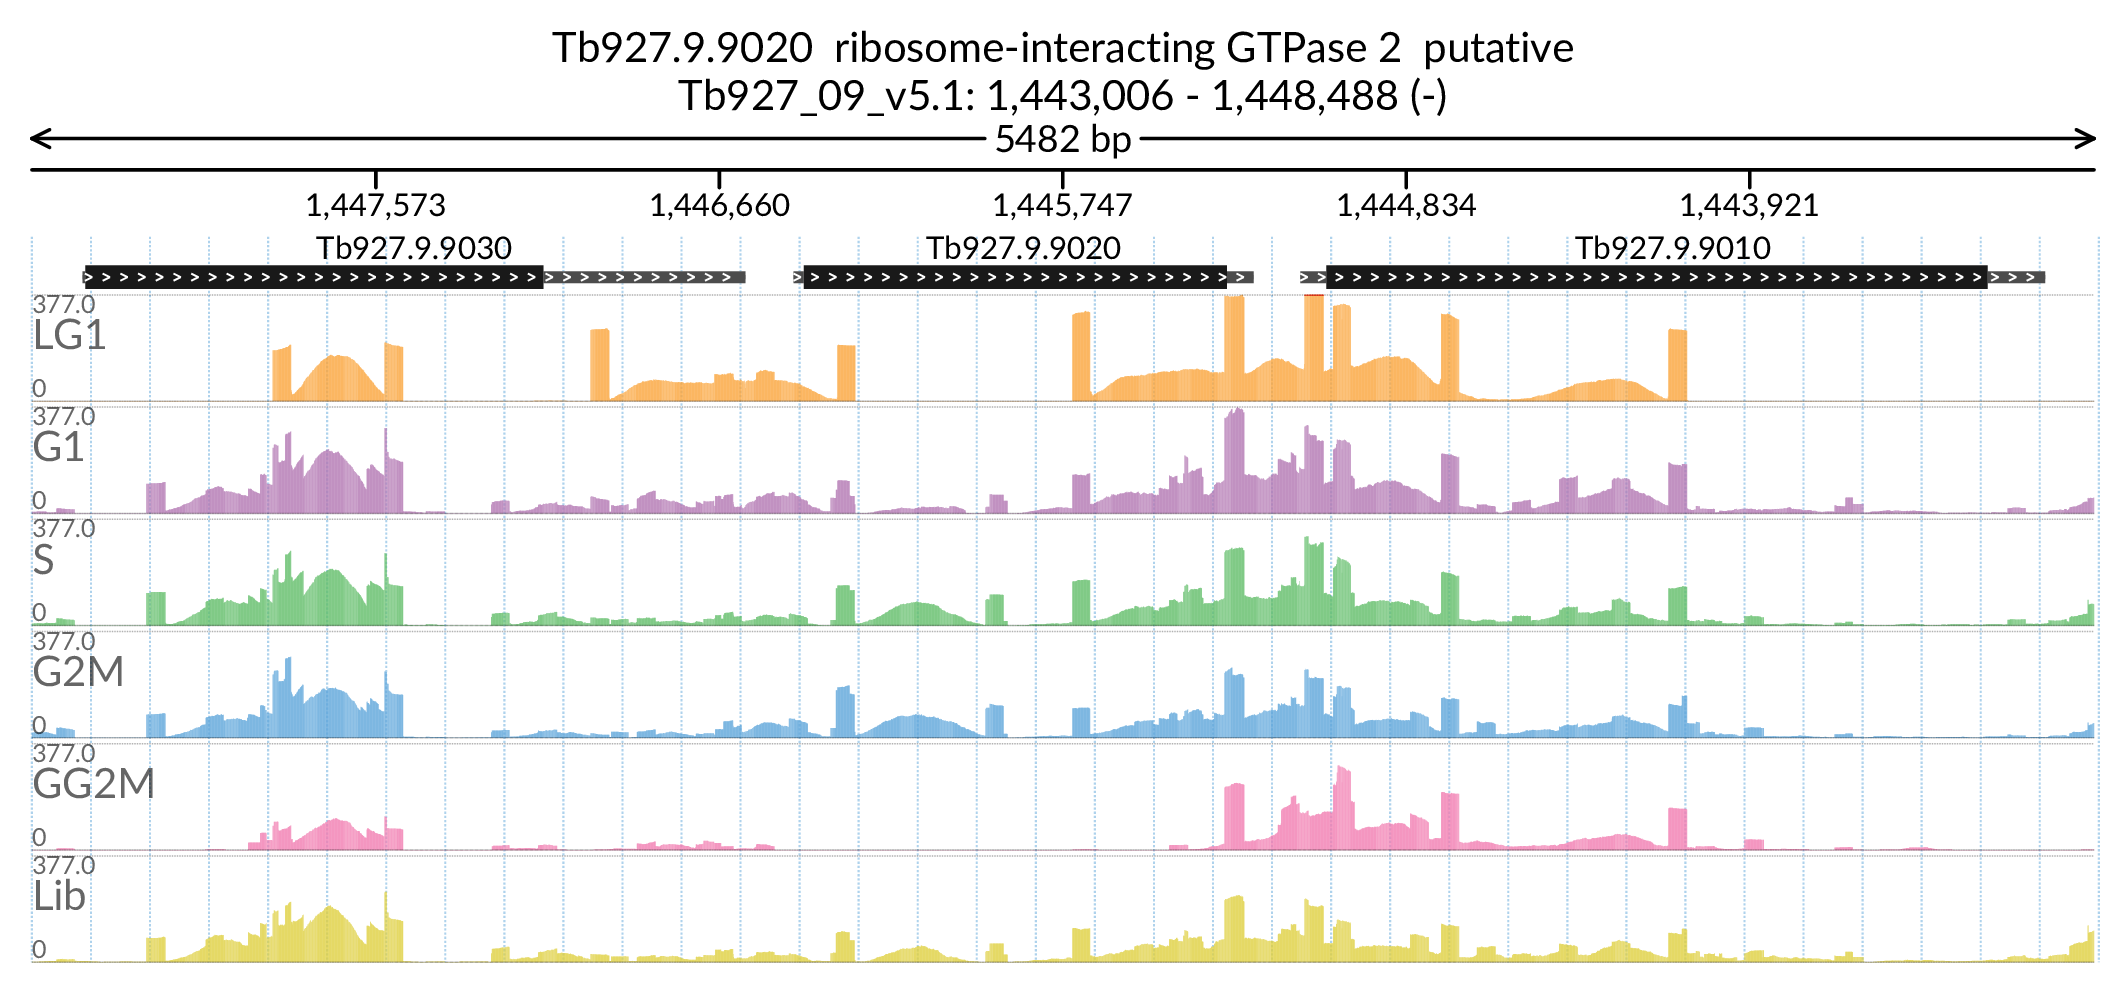 Tb927.9.9020  ribosome-interacting GTPase 2  putative
Tb927_09_v5.1: 1,443,006 - 1,448,488 (-)
5482 bp
1,447,573 1,446,660 1,445,747 1,444,834 1,443,921
Tb927.9.9030 Tb927.9.9020 Tb927.9.9010
377.0
LG1
0
377.0
G1
0
377.0
S
0
377.0
G2M
0
377.0
GG2M
0
377.0
Lib
0